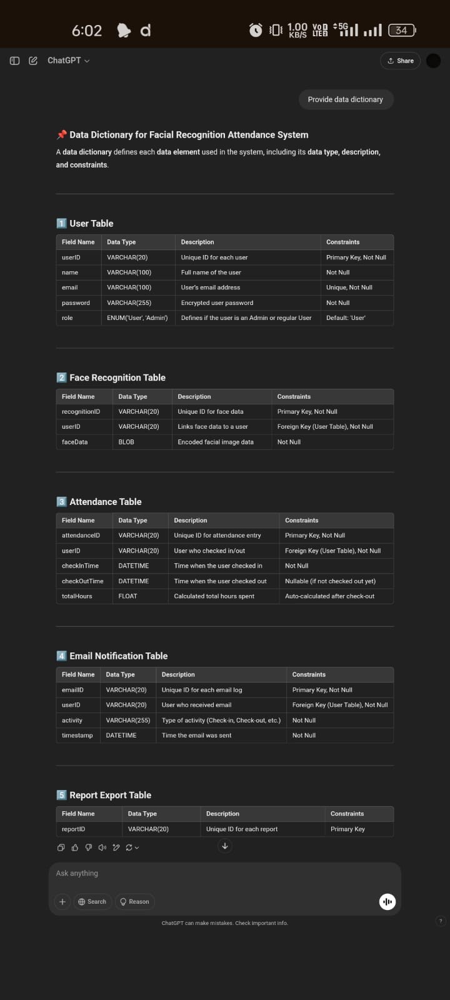 6:02
1.00 KB/S
VoD LTE2
5G
34
ChatGPT
Share
Provide data dictionary
📌 Data Dictionary for Facial Recognition Attendance System
A data dictionary defines each data element used in the system, including its data type, description,
and constraints.
1 User Table
Field Name Data Type Description Constraints
userID VARCHAR(20) Unique ID for each user Primary Key, Not Null
name VARCHAR(100) Full name of the user Not Null
email VARCHAR(100) User's email address Unique, Not Null
password VARCHAR(255) Encrypted user password Not Null
role ENUM('User', 'Admin') Defines if the user is an Admin or regular User Default: 'User'
2 Face Recognition Table
Field Name Data Type Description Constraints
recognitionID VARCHAR(20) Unique ID for face data Primary Key, Not Null
userID VARCHAR(20) Links face data to a user Foreign Key (User Table), Not Null
faceData BLOB Encoded facial image data Not Null
3 Attendance Table
Field Name Data Type Description Constraints
attendanceID VARCHAR(20) Unique ID for attendance entry Primary Key, Not Null
userID VARCHAR(20) User who checked in/out Foreign Key (User Table), Not Null
checkInTime DATETIME Time when the user checked in Not Null
checkOutTime DATETIME Time when the user checked out Nullable (if not checked out yet)
totalHours FLOAT Calculated total hours spent Auto-calculated after check-out
4 Email Notification Table
Field Name Data Type Description Constraints
emailID VARCHAR(20) Unique ID for each email log Primary Key, Not Null
userID VARCHAR(20) User who received email Foreign Key (User Table), Not Null
activity VARCHAR(255) Type of activity (Check-in, Check-out, etc.) Not Null
timestamp DATETIME Time the email was sent Not Null
5 Report Export Table
Field Name Data Type Description Constraints
reportID VARCHAR(20) Unique ID for each report Primary Key
Ask anything
Search
Reason
ChatGPT can make mistakes. Check important info.
?